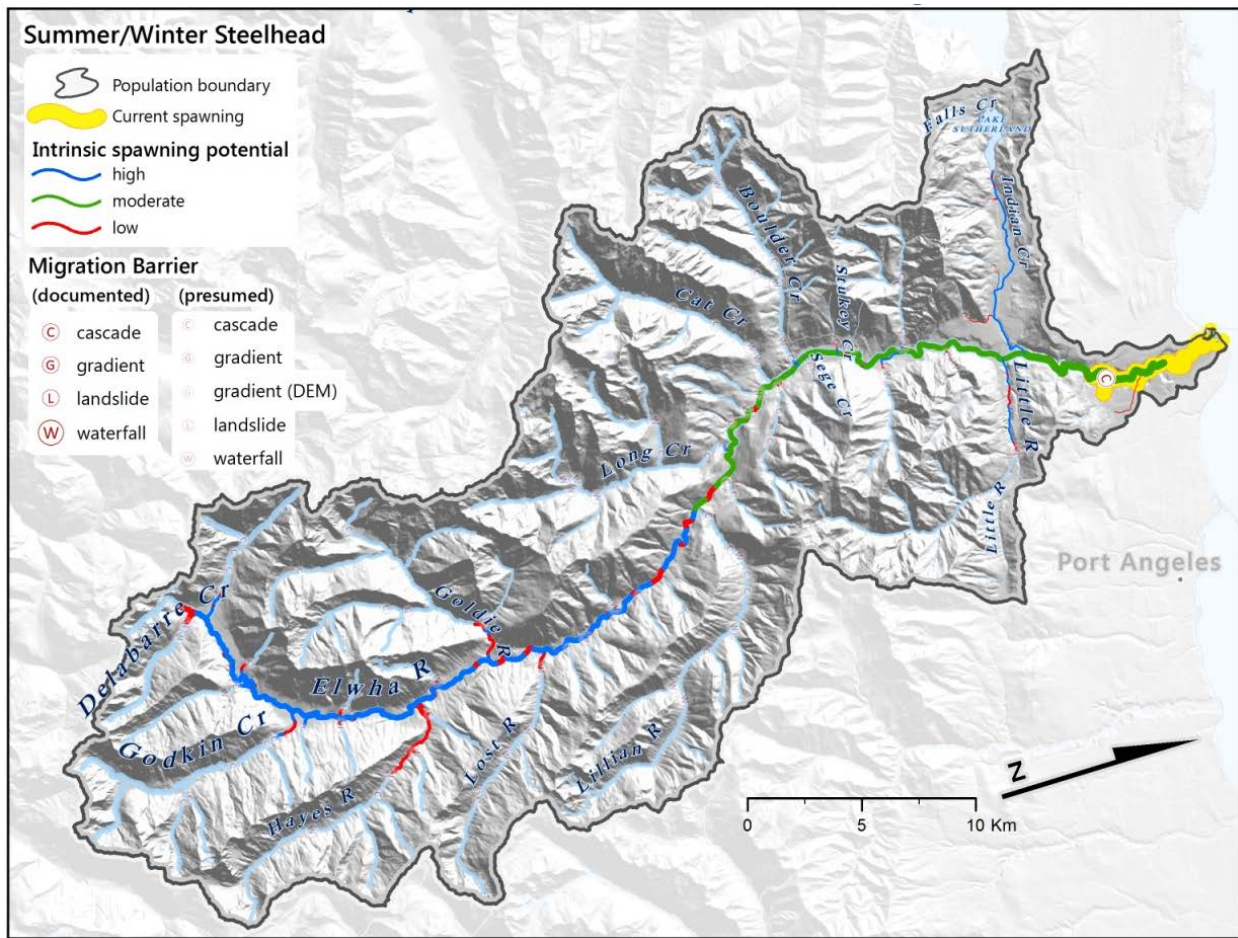 Summer/Winter Steelhead
Population boundary
Current spawning
Intrinsic spawning potential
high
moderate
low
Migration Barrier
(documented)
(presumed)
C cascade
C cascade
G gradient
G gradient
gradient (DEM)
L landslide
L landslide
W waterfall
W waterfall
Falls Cr
SUTHERLAND
Indian Cr
Boulder Cr
Stukey Cr
Cat Cr
Sege Cr
Little R
C
Long Cr
Little R
Port Angeles
Delabarre Cr
Goldie R
Elwha R
Godkin Cr
Lost R
Lillian R
Hayes R
N
0 5 10 Km